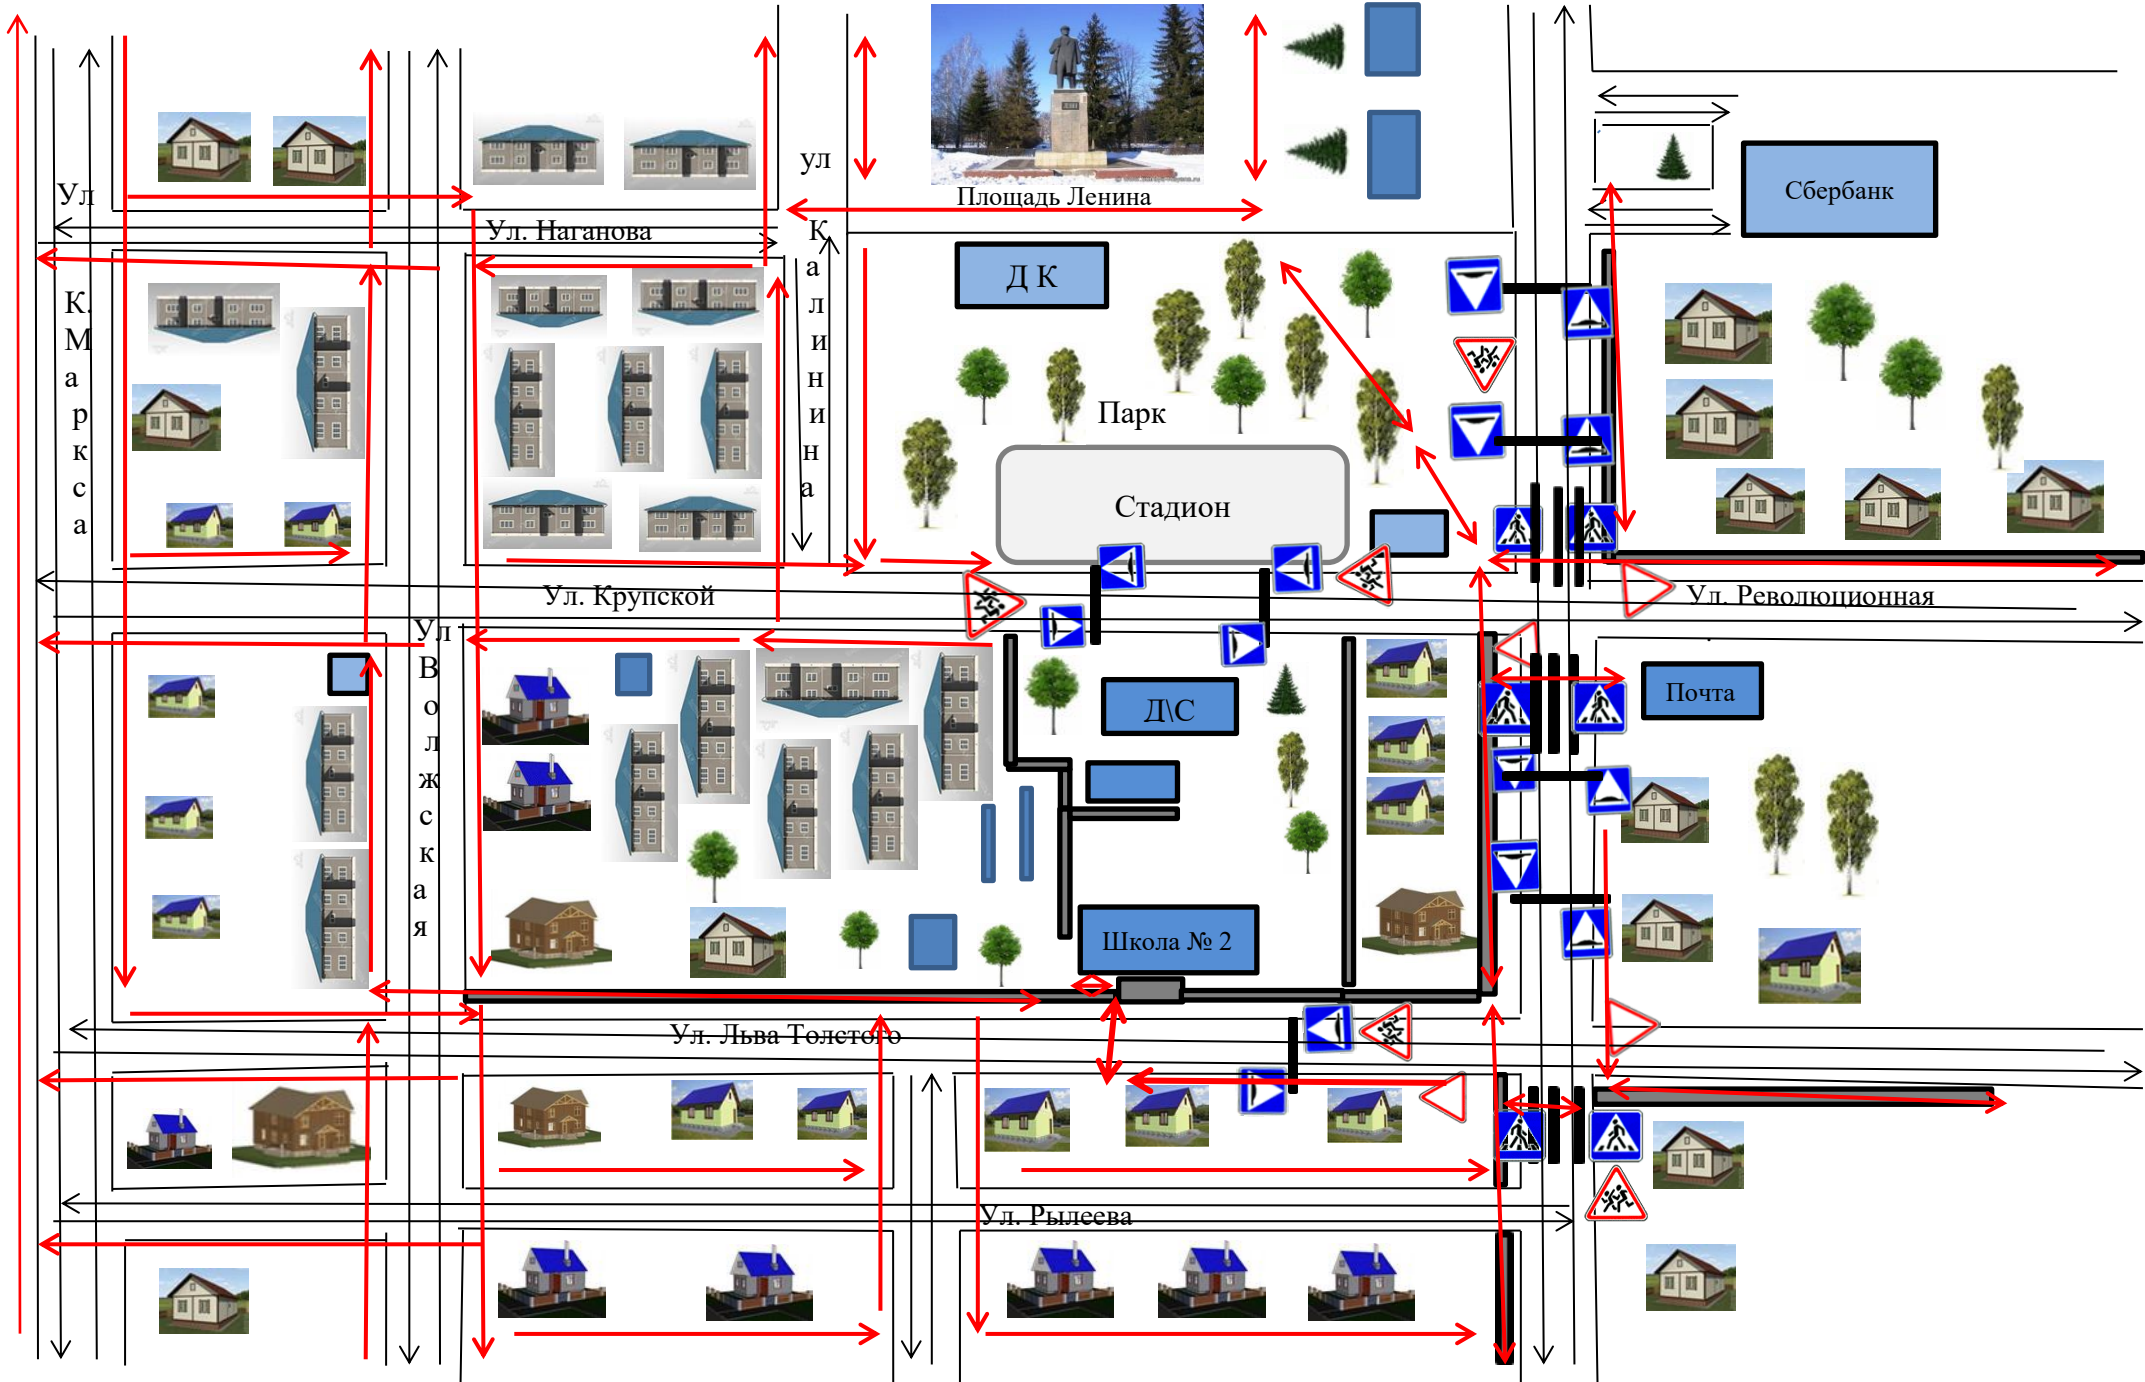 Площадь Ленина
Сбербанк
Ул
К.
М
а
р
к
с
а
Ул. Наганова
ул
К
а
л
и
н
и
н
а
Д К
Парк
Стадион
Ул. Крупской
Ул. Революционная
Ул
В
о
л
ж
с
к
а
я
Д\С
Почта
Школа № 2
Ул. Льва Толстого
Ул. Рылеева